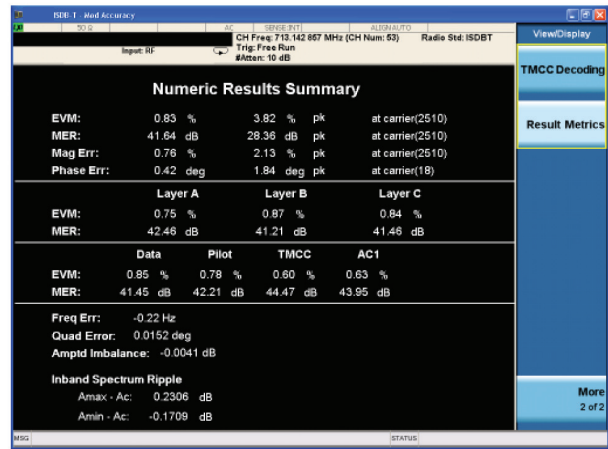 ISDB-T - Mod Accuracy
LXI 50 Ω AC SENSE:INT ALIGN AUTO
CH Freq: 713.142 857 MHz (CH Num: 53) Radio Std: ISDBT
Input: RF Trig: Free Run
#Atten: 10 dB
View/Display
TMCC Decoding
Result Metrics
Numeric Results Summary
EVM: 0.83 % 3.82 % pk at carrier(2510)
MER: 41.64 dB 28.36 dB pk at carrier(2510)
Mag Err: 0.76 % 2.13 % pk at carrier(2510)
Phase Err: 0.42 deg 1.84 deg pk at carrier(18)
Layer A Layer B Layer C
EVM: 0.75 % 0.87 % 0.84 %
MER: 42.46 dB 41.21 dB 41.46 dB
Data Pilot TMCC AC1
EVM: 0.85 % 0.78 % 0.60 % 0.63 %
MER: 41.45 dB 42.21 dB 44.47 dB 43.95 dB
Freq Err: -0.22 Hz
Quad Error: 0.0152 deg
Amptd Imbalance: -0.0041 dB
Inband Spectrum Ripple
Amax - Ac: 0.2306 dB
Amin - Ac: -0.1709 dB
More
2 of 2
MSG STATUS